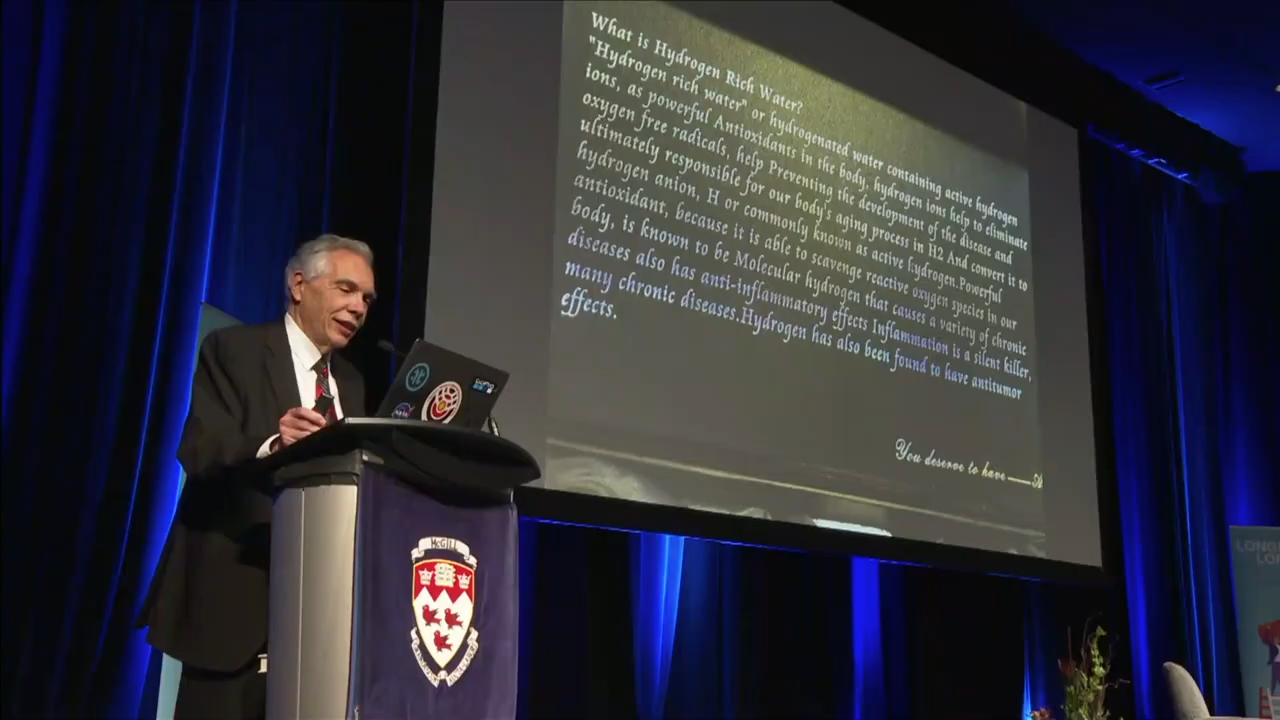 What is Hydrogen Rich Water?
"Hydrogen rich water" or hydrogenated water containing active hydrogen
ions, as powerful Antioxidants in the body, hydrogen ions help to eliminate
oxygen free radicals, help Preventing the development of the disease and
ultimately responsible for our body's aging process in H2 And convert it to
hydrogen anion, H or commonly known as active hydrogen.Powerful
antioxidant, because it is able to scavenge reactive oxygen species in our
body, is known to be Molecular hydrogen that causes a variety of chronic
diseases also has anti-inflammatory effects Inflammation is a silent killer,
many chronic diseases.Hydrogen has also been found to have antitumor
effects.
You deserve to have
McGILL
NASA